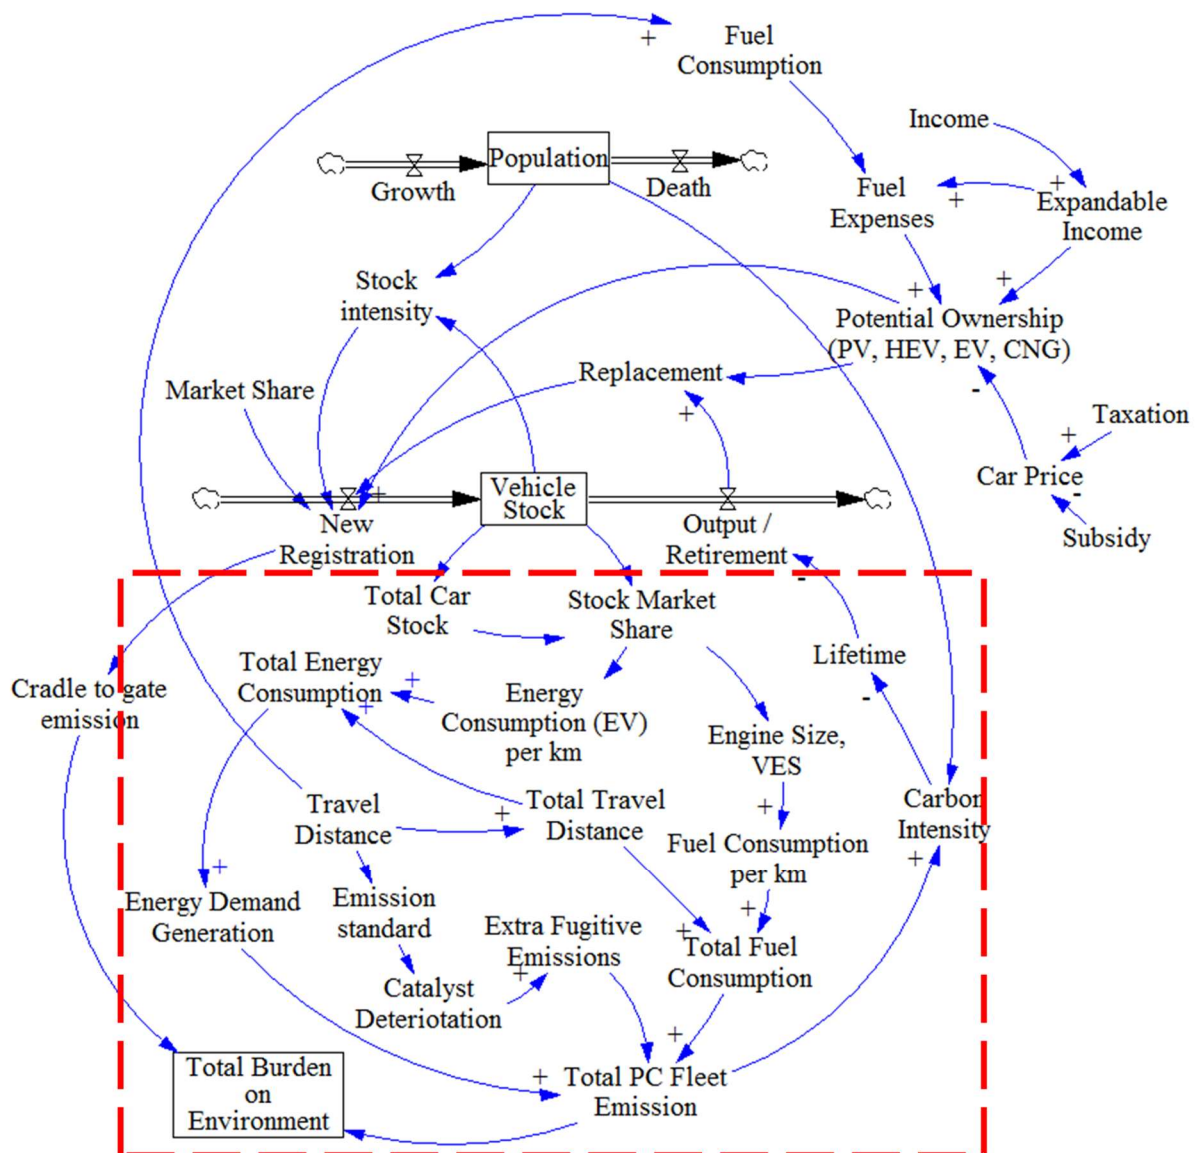 Fuel
Consumption
+
Income
Population
Growth
Death
Fuel
Expenses
+
+
Expandable
Income
Stock
intensity
+
+
Potential Ownership
(PV, HEV, EV, CNG)
Replacement
Market Share
-
+
Taxation
+
Car Price
-
Vehicle
Stock
+
New
Registration
Output /
Retirement
Subsidy
-
Total Car
Stock
Stock Market
Share
Lifetime
-
Total Energy
Consumption
+
+
Cradle to gate
emission
Energy
Consumption (EV)
per km
Engine Size,
VES
+
Travel
Distance
+
Total Travel
Distance
Carbon
Intensity
+
Fuel Consumption
per km
+
+
Energy Demand
Generation
Emission
standard
Extra Fugitive
Emissions
+
+
Total Fuel
Consumption
Catalyst
Deteriotation
+
Total Burden
on
Environment
+
Total PC Fleet
Emission